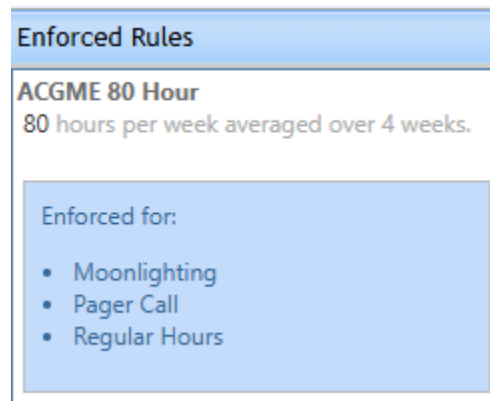 Enforced Rules
ACGME 80 Hour
80 hours per week averaged over 4 weeks.
Enforced for:
• Moonlighting
• Pager Call
• Regular Hours